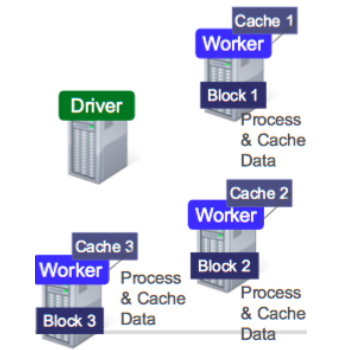 Cache 1
Worker
Block 1
Process
& Cache
Data
Driver
Cache 2
Worker
Block 2
Process
& Cache
Data
Cache 3
Worker
Block 3
Process
& Cache
Data